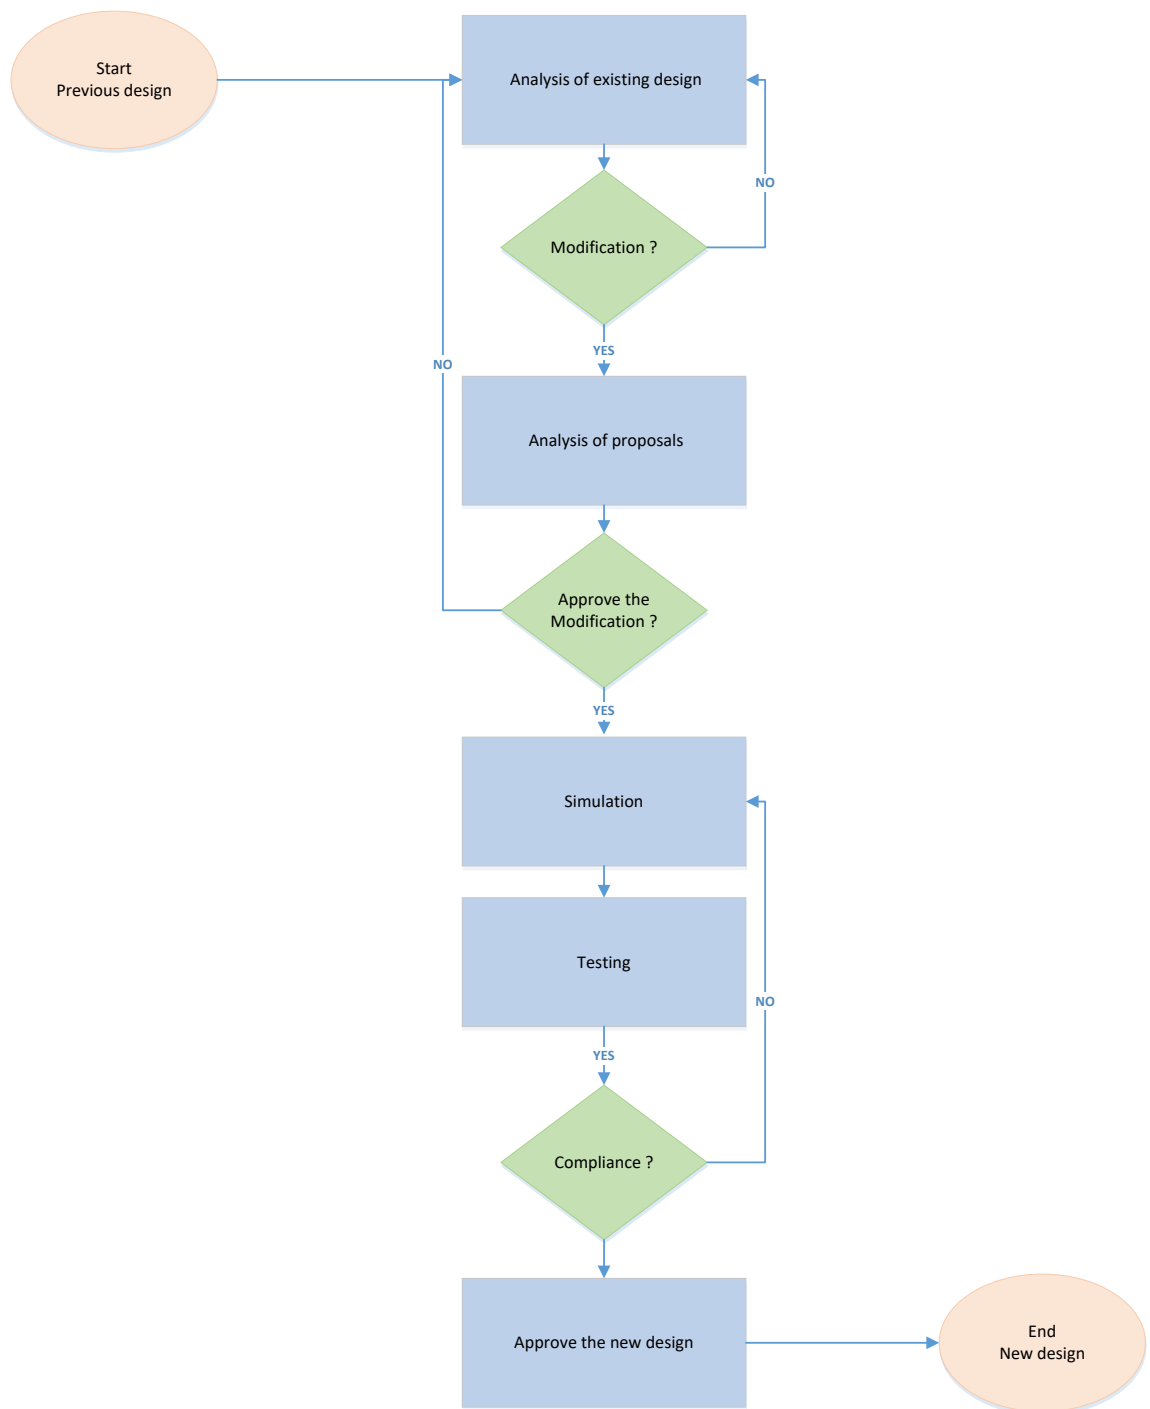 Start
Previous design
Analysis of existing design
NO
Modification ?
YES
NO
Analysis of proposals
Approve the
Modification ?
YES
Simulation
Testing
NO
YES
Compliance ?
Approve the new design
End
New design